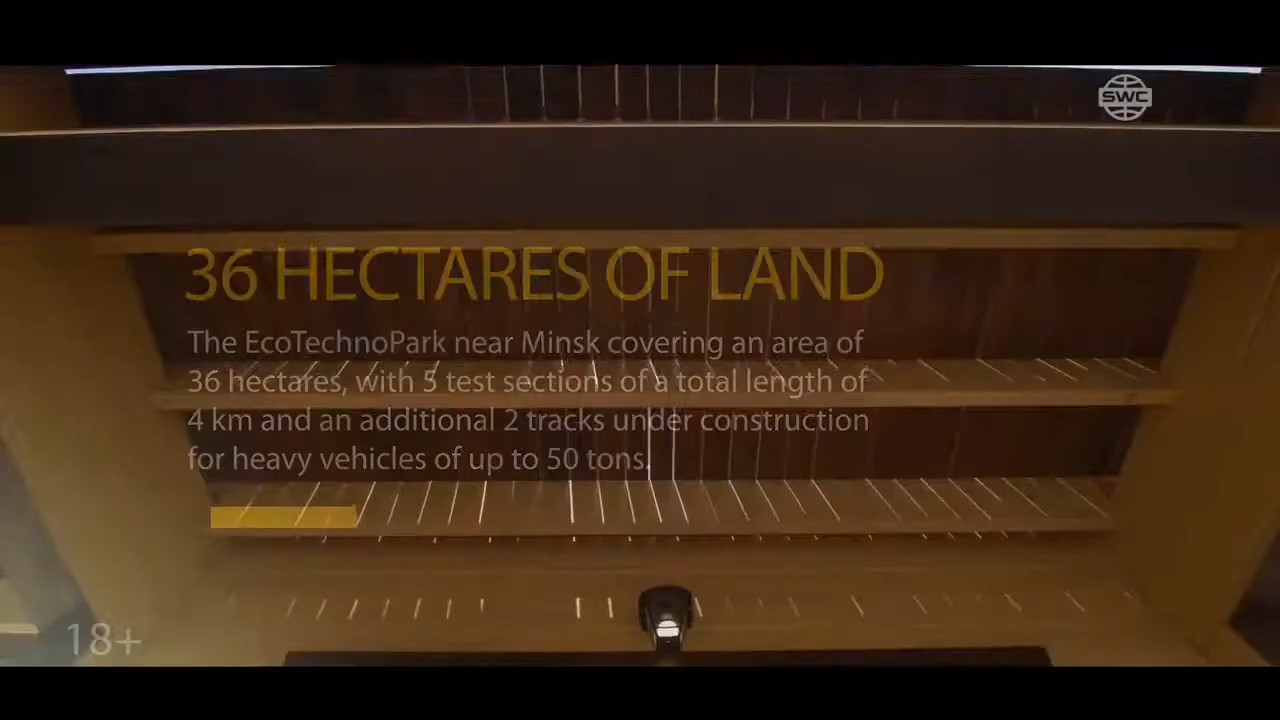 SWC
36 HECTARES OF LAND
The EcoTechnoPark near Minsk covering an area of
36 hectares, with 5 test sections of a total length of
4 km and an additional 2 tracks under construction
for heavy vehicles of up to 50 tons.
18+